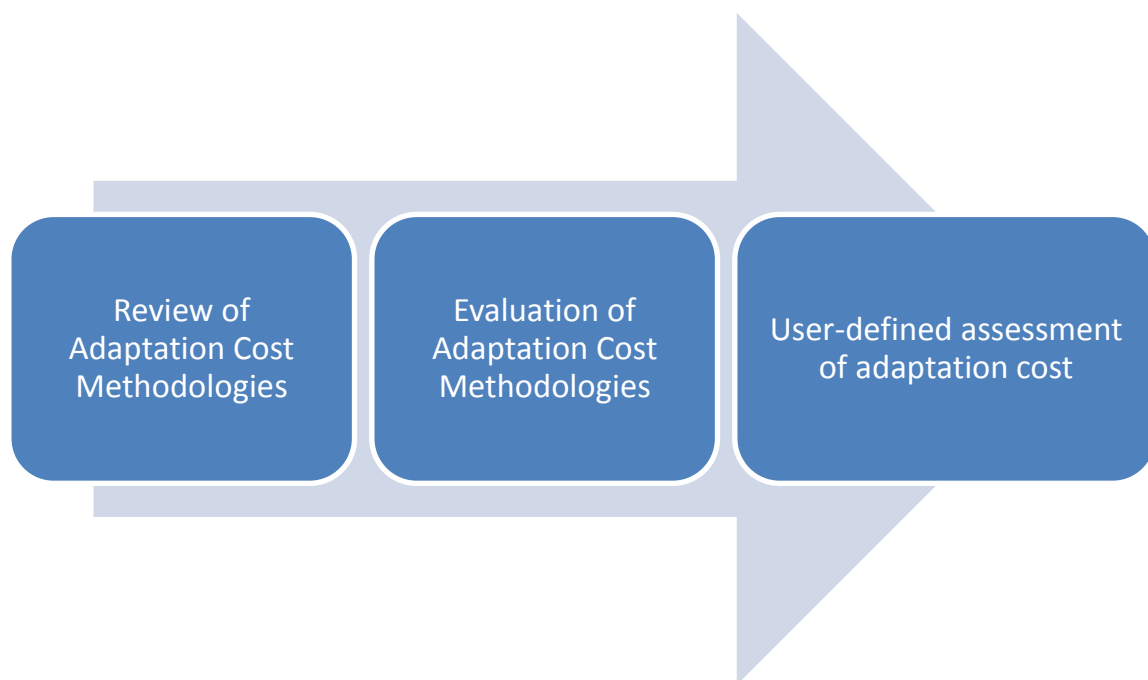 Review of
Adaptation Cost
Methodologies
Evaluation of
Adaptation Cost
Methodologies
User-defined assessment
of adaptation cost